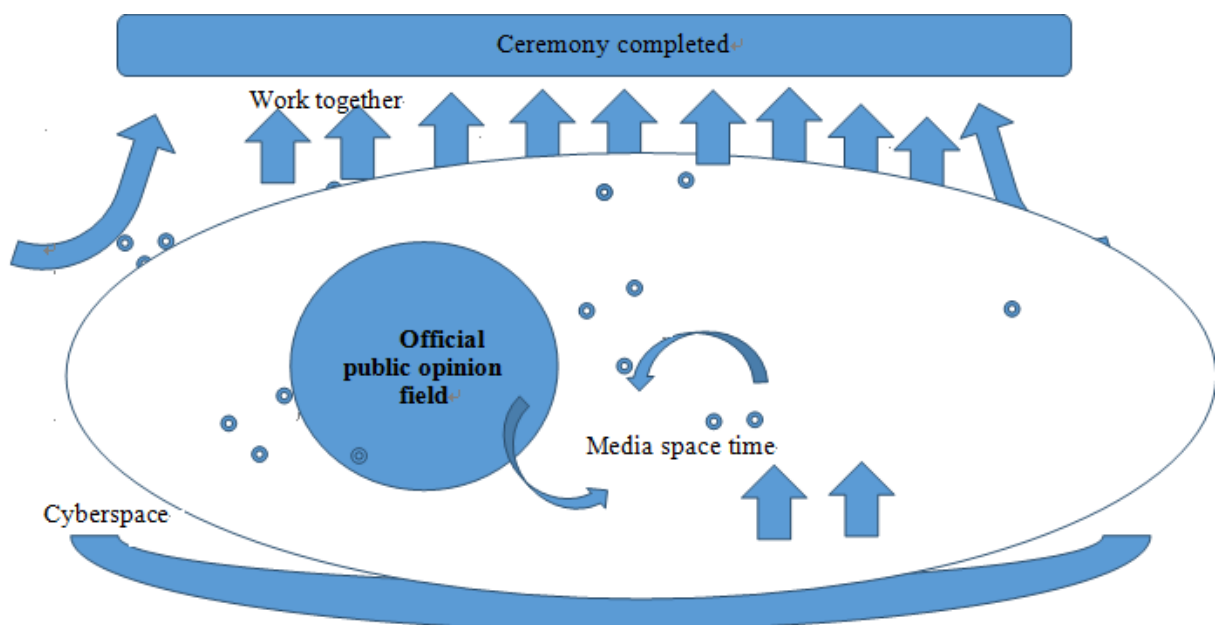 Ceremony completed
Work together
Official
public opinion
field
Media space time
Cyberspace